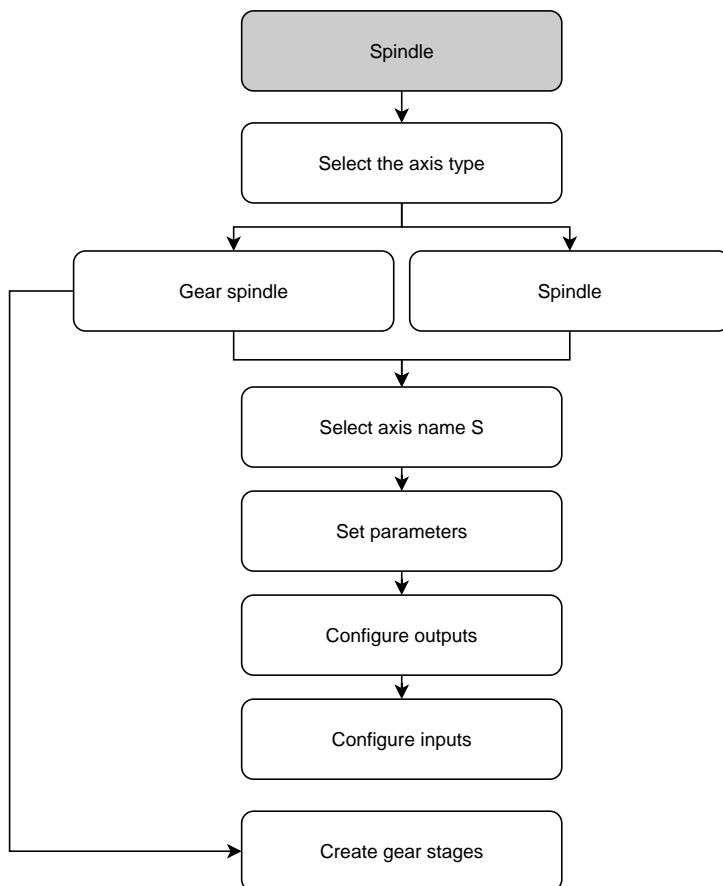 Spindle
Select the axis type
Gear spindle
Spindle
Select axis name S
Set parameters
Configure outputs
Configure inputs
Create gear stages